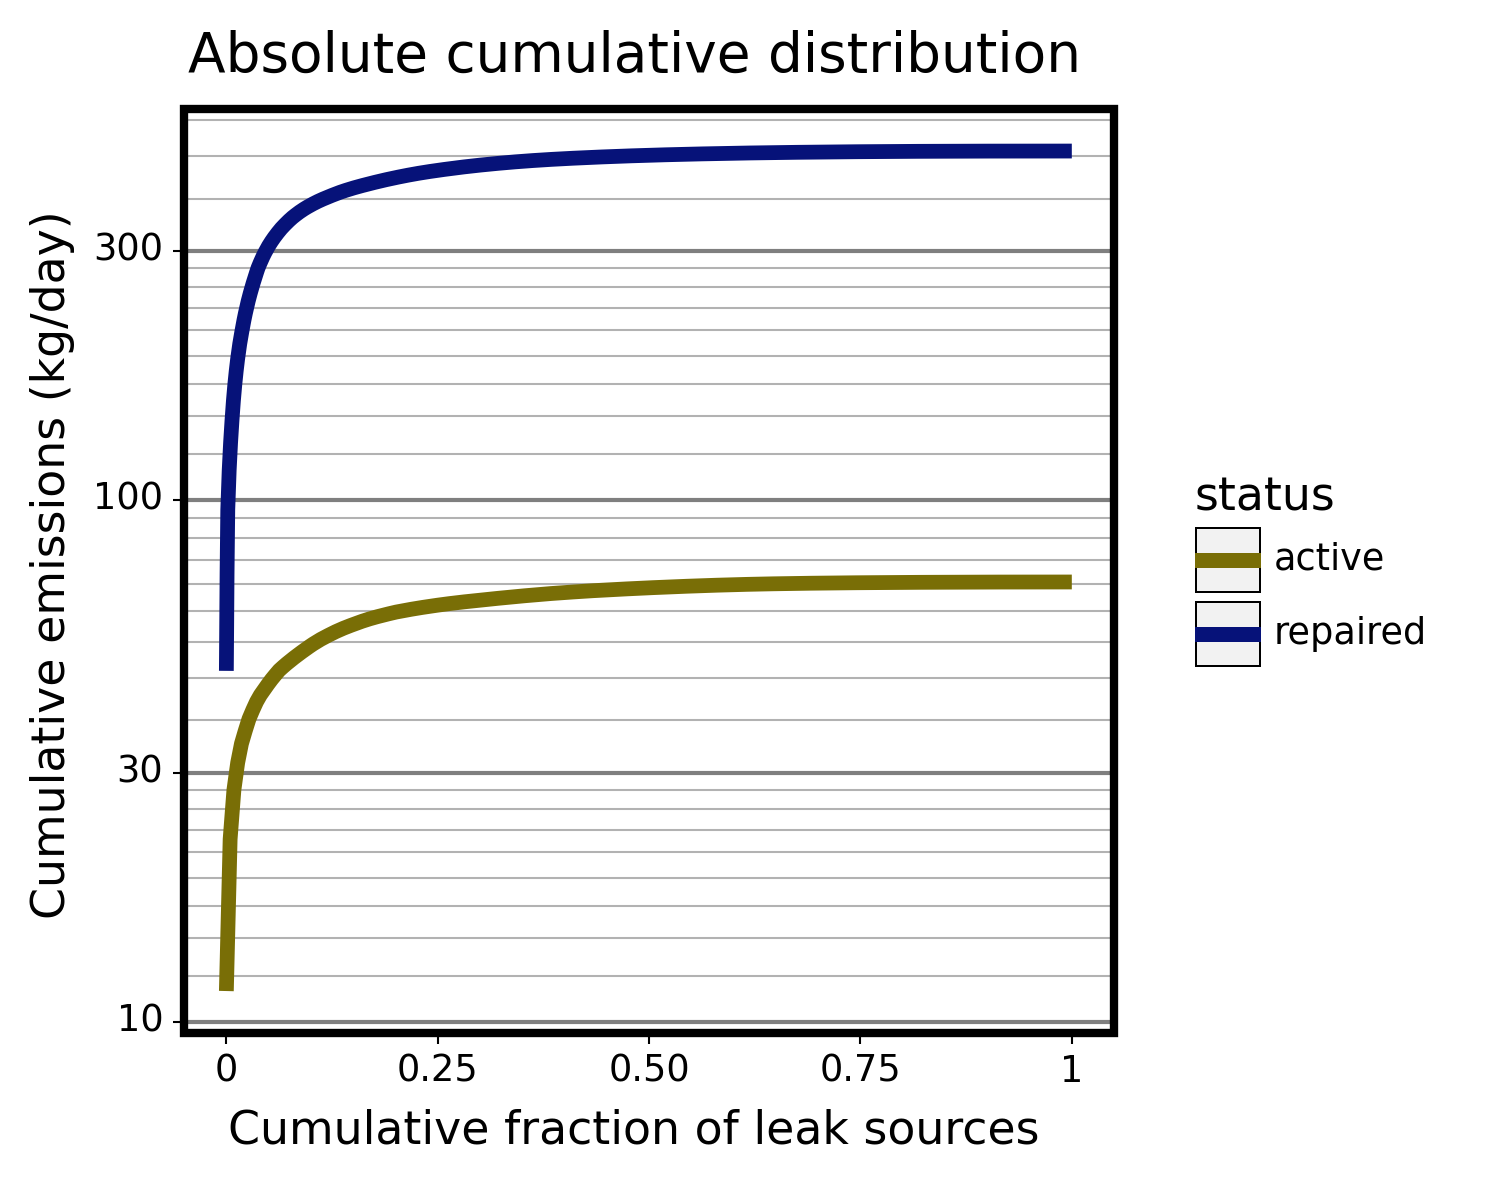 Absolute cumulative distribution
Cumulative emissions (kg/day)
300
100
30
10
0 0.25 0.50 0.75 1
Cumulative fraction of leak sources
status
active
repaired